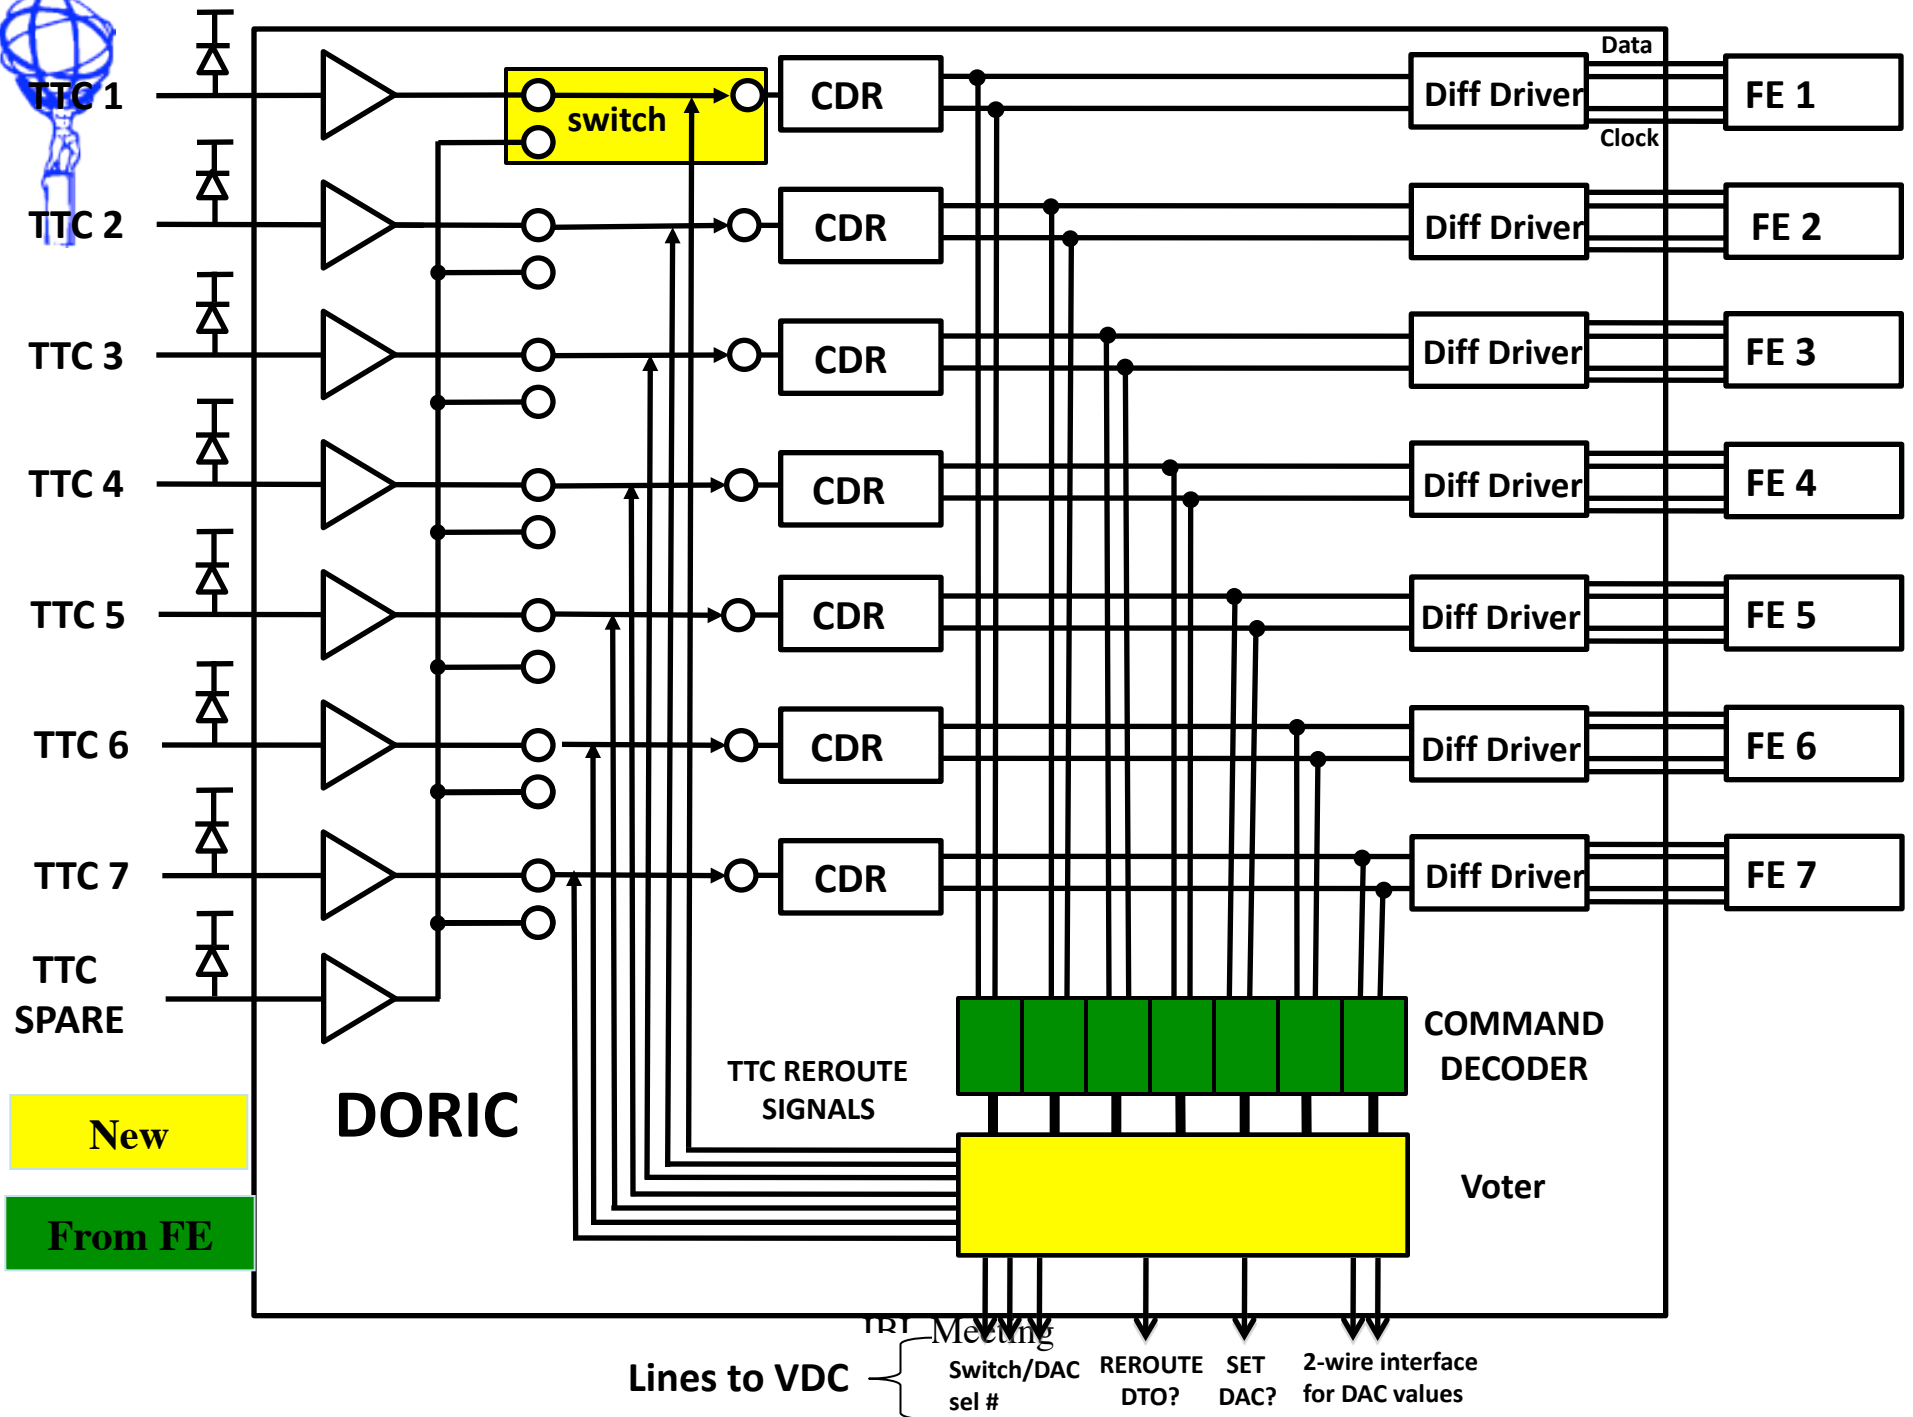 Data
TTC 1
switch
CDR
Diff Driver
FE 1
Clock
TTC 2
CDR
Diff Driver
FE 2
TTC 3
CDR
Diff Driver
FE 3
TTC 4
CDR
Diff Driver
FE 4
TTC 5
CDR
Diff Driver
FE 5
TTC 6
CDR
Diff Driver
FE 6
TTC 7
CDR
Diff Driver
FE 7
TTC
SPARE
COMMAND
DECODER
TTC REROUTE
SIGNALS
DORIC
New
Voter
From FE
Meeting
Lines to VDC
Switch/DAC
sel #
REROUTE
DTO?
SET
DAC?
2-wire interface
for DAC values